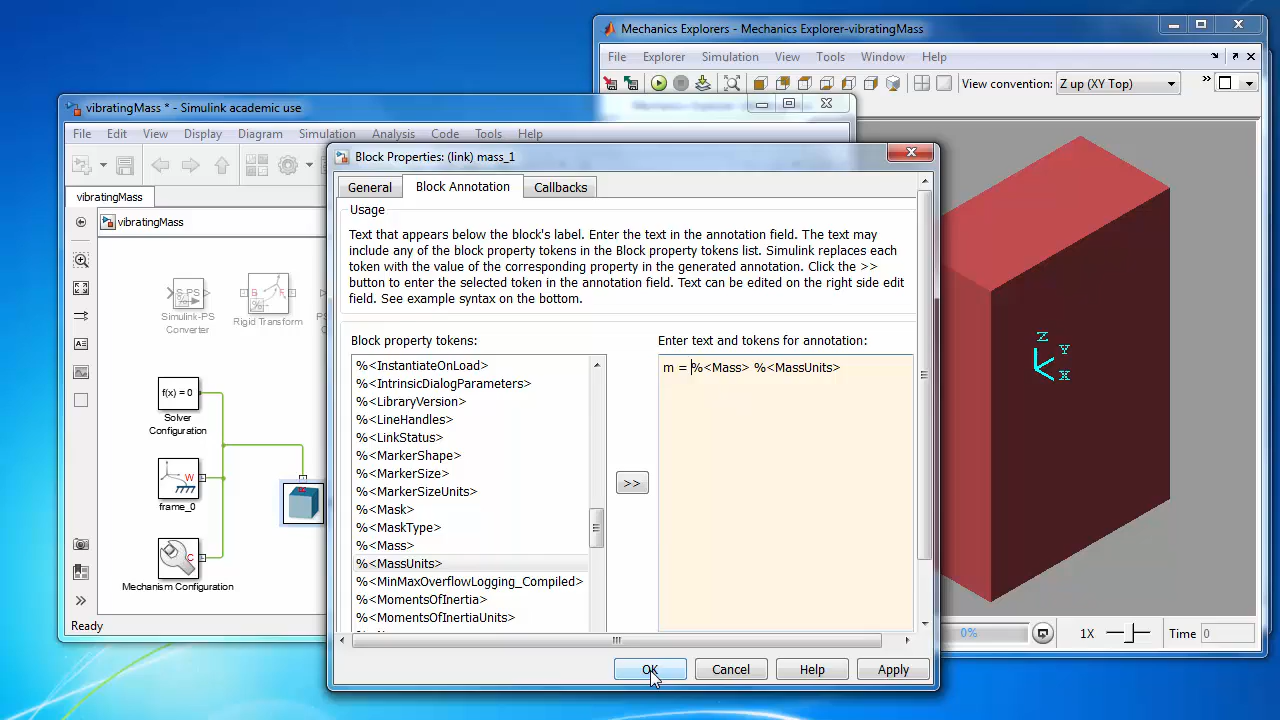 Mechanics Explorers - Mechanics Explorer-vibratingMass
File Explorer Simulation View Tools Window Help
View convention: Z up (XY Top)
vibratingMass * - Simulink academic use
File Edit View Display Diagram Simulation Analysis Code Tools Help
vibratingMass
vibratingMass
Simulink-PS
Converter
Rigid Transform
f(x) = 0
Solver
Configuration
W
frame_0
C
Mechanism Configuration
Ready
Block Properties: (link) mass_1
General Block Annotation Callbacks
Usage
Text that appears below the block's label. Enter the text in the annotation field. The text may
include any of the block property tokens in the Block property tokens list. Simulink replaces each
token with the value of the corresponding property in the generated annotation. Click the >>
button to enter the selected token in the annotation field. Text can be edited on the right side edit
field. See example syntax on the bottom.
Block property tokens:
%<InstantiateOnLoad>
%<IntrinsicDialogParameters>
%<LibraryVersion>
%<LineHandles>
%<LinkStatus>
%<MarkerShape>
%<MarkerSize>
%<MarkerSizeUnits>
%<Mask>
%<MaskType>
%<Mass>
%<MassUnits>
%<MinMaxOverflowLogging_Compiled>
%<MomentsOfInertia>
%<MomentsOfInertiaUnits>
>>
Enter text and tokens for annotation:
m = %<Mass> %<MassUnits>
OK Cancel Help Apply
Z
Y
X
0% 1X Time 0